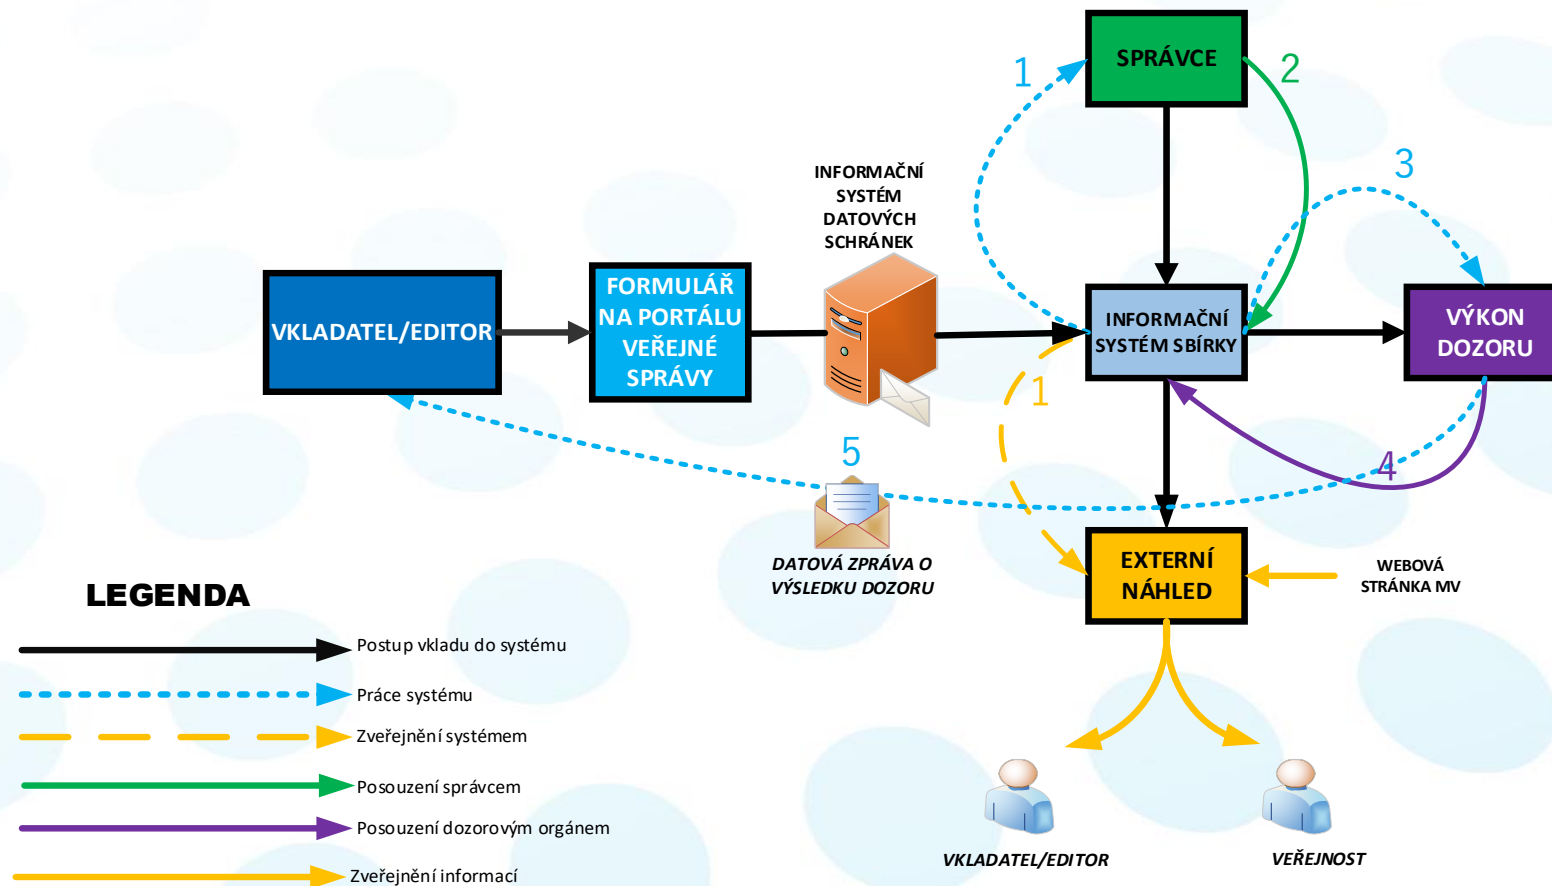 SPRÁVCE
1
2
3
INFORMAČNÍ
SYSTÉM
DATOVÝCH
SCHRÁNEK
VKLADATEL/EDITOR
FORMULÁŘ
NA PORTÁLU
VEŘEJNÉ
SPRÁVY
INFORMAČNÍ
SYSTÉM SBÍRKY
VÝKON
DOZORU
1
5
4
DATOVÁ ZPRÁVA O
VÝSLEDKU DOZORU
EXTERNÍ
NÁHLED
WEBOVÁ
STRÁNKA MV
LEGENDA
Postup vkladu do systému
Práce systému
Zveřejnění systémem
Posouzení správcem
Posouzení dozorovým orgánem
Zveřejnění informací
VKLADATEL/EDITOR
VEŘEJNOST